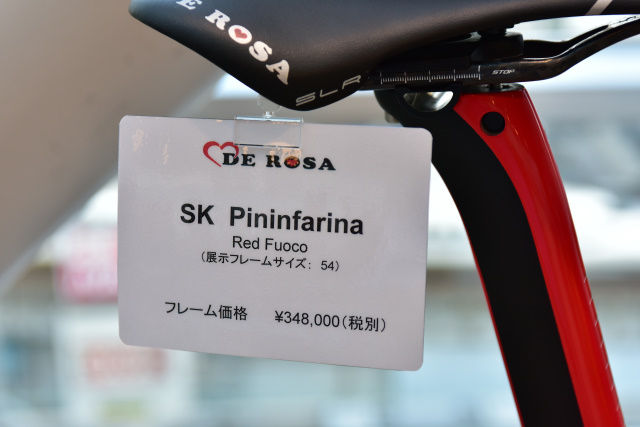 DE ROSA
SLR
STOP
DE ROSA
SK Pininfarina
Red Fuoco
(展示フレームサイズ: 54)
フレーム価格 ¥348,000(税別)